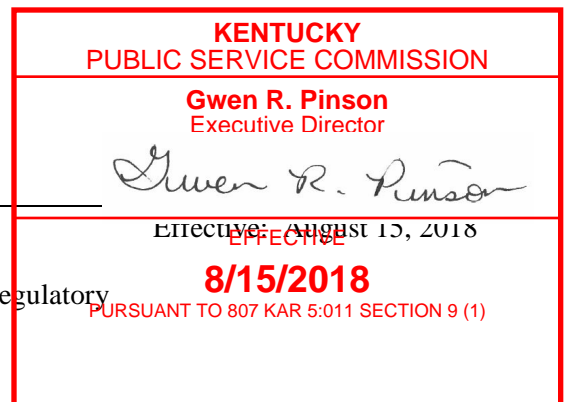 KENTUCKY
PUBLIC SERVICE COMMISSION
Gwen R. Pinson
Executive Director
Gwen R. Pinson
Effective: August 15, 2018
EFFECTIVE
8/15/2018
egulatory
PURSUANT TO 807 KAR 5:011 SECTION 9 (1)